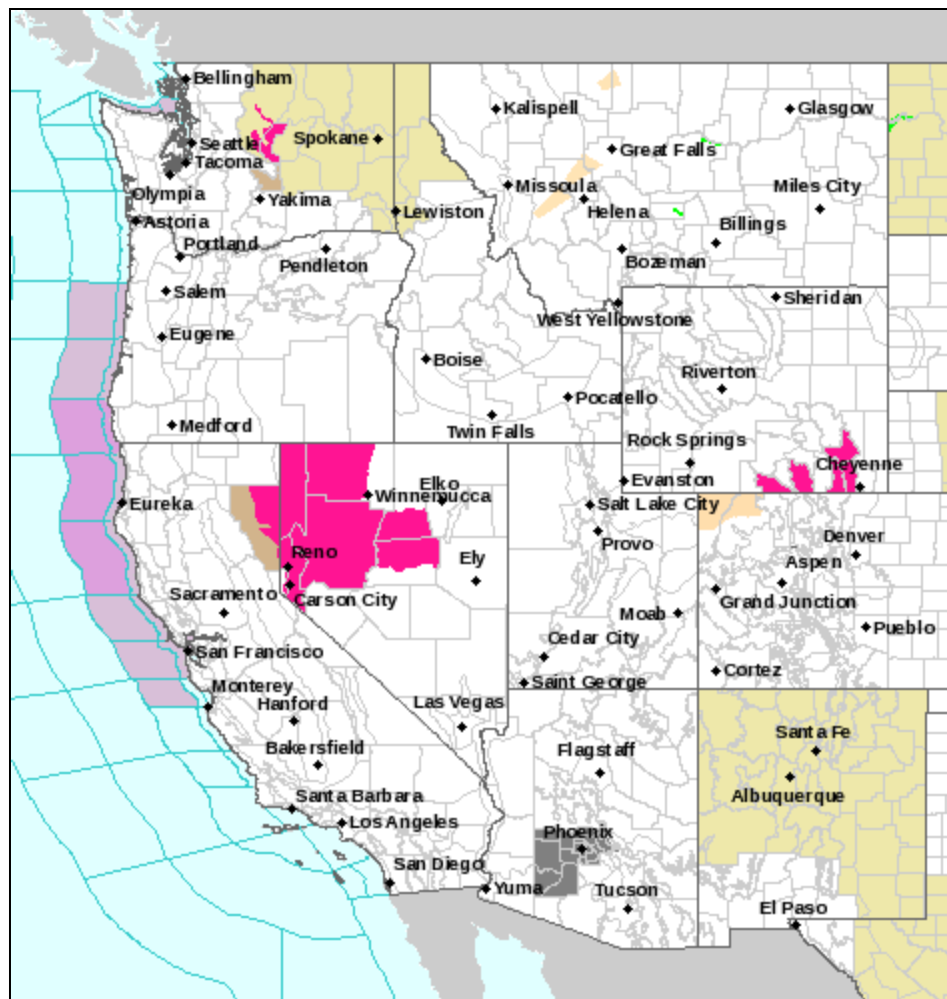 Bellingham
Kalispell
Glasgow
Seattle
Spokane
Great Falls
Tacoma
Olympia
Yakima
Missoula
Miles City
Helena
Lewiston
Astoria
Billings
Portland
Bozeman
Pendleton
Salem
Sheridan
West Yellowstone
Eugene
Boise
Riverton
Pocatello
Medford
Twin Falls
Rock Springs
Cheyenne
Elko
Evanston
Winnemucca
Eureka
Salt Lake City
Provo
Denver
Reno
Ely
Aspen
Sacramento
Carson City
Grand Junction
Moab
Pueblo
Cedar City
San Francisco
Cortez
Saint George
Monterey
Hanford
Las Vegas
Santa Fe
Bakersfield
Flagstaff
Albuquerque
Santa Barbara
Los Angeles
Phoenix
San Diego
Yuma
Tucson
El Paso